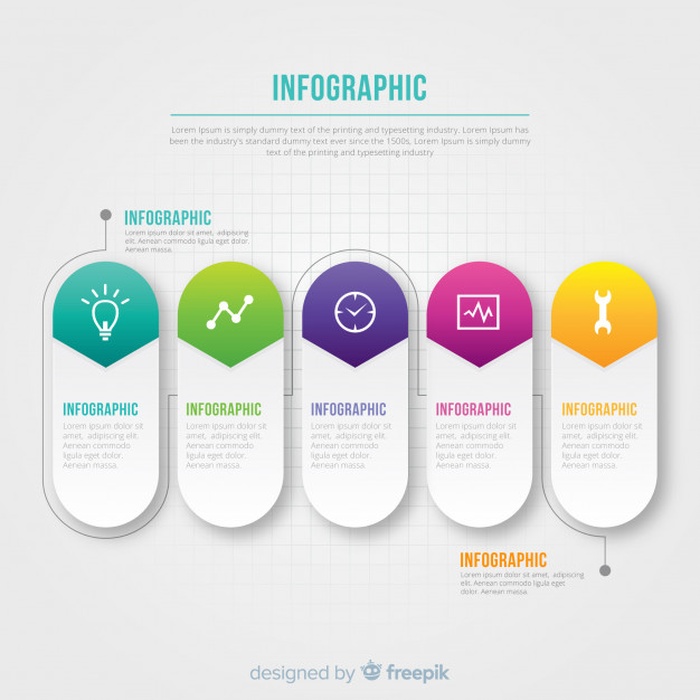 INFOGRAPHIC
Lorem Ipsum is simply dummy text of the printing and typesetting industry. Lorem Ipsum has
been the industry's standard dummy text ever since the 1500s, Lorem Ipsum is simply dummy
text of the printing and typesetting industry
INFOGRAPHIC
Lorem ipsum dolor sit amet, adipiscing
elit. Aenean commodo ligula eget dolor.
Aenean massa.
INFOGRAPHIC
Lorem ipsum dolor sit
amet, adipiscing elit.
Aenean commodo
ligula eget dolor.
Aenean massa.
INFOGRAPHIC
Lorem ipsum dolor sit
amet, adipiscing elit.
Aenean commodo
ligula eget dolor.
Aenean massa.
INFOGRAPHIC
Lorem ipsum dolor sit
amet, adipiscing elit.
Aenean commodo
ligula eget dolor.
Aenean massa.
INFOGRAPHIC
Lorem ipsum dolor sit
amet, adipiscing elit.
Aenean commodo
ligula eget dolor.
Aenean massa.
INFOGRAPHIC
Lorem ipsum dolor sit
amet, adipiscing elit.
Aenean commodo
ligula eget dolor.
Aenean massa.
INFOGRAPHIC
Lorem ipsum dolor sit amet, adipiscing
elit. Aenean commodo ligula eget
dolor. Aenean massa.
designed by freepik